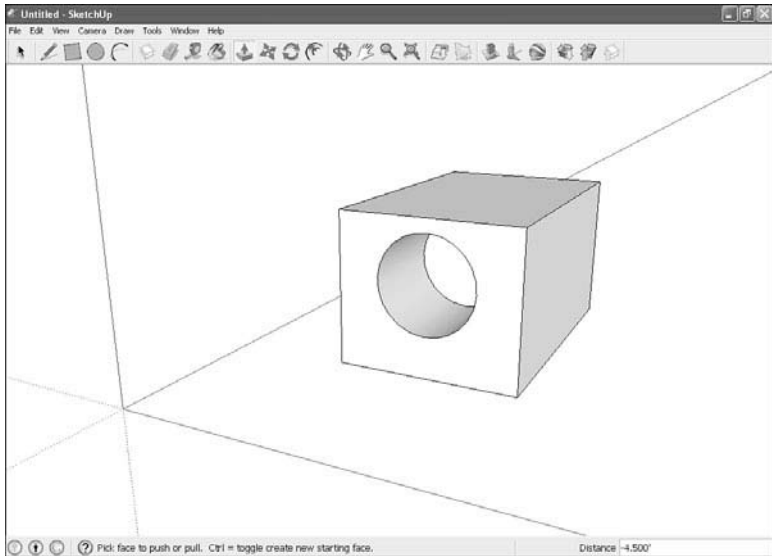 Untitled - SketchUp
File Edit View Camera Draw Tools Window Help
Pick face to push or pull. Ctrl = toggle create new starting face.
Distance -4.500'